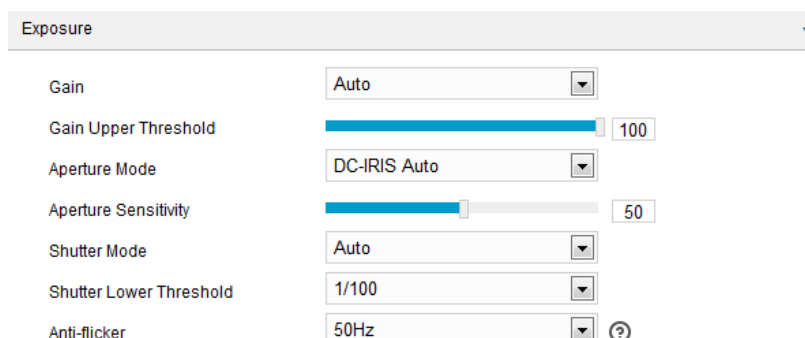 Exposure
Gain Auto
Gain Upper Threshold 100
Aperture Mode DC-IRIS Auto
Aperture Sensitivity 50
Shutter Mode Auto
Shutter Lower Threshold 1/100
Anti-flicker 50Hz ?